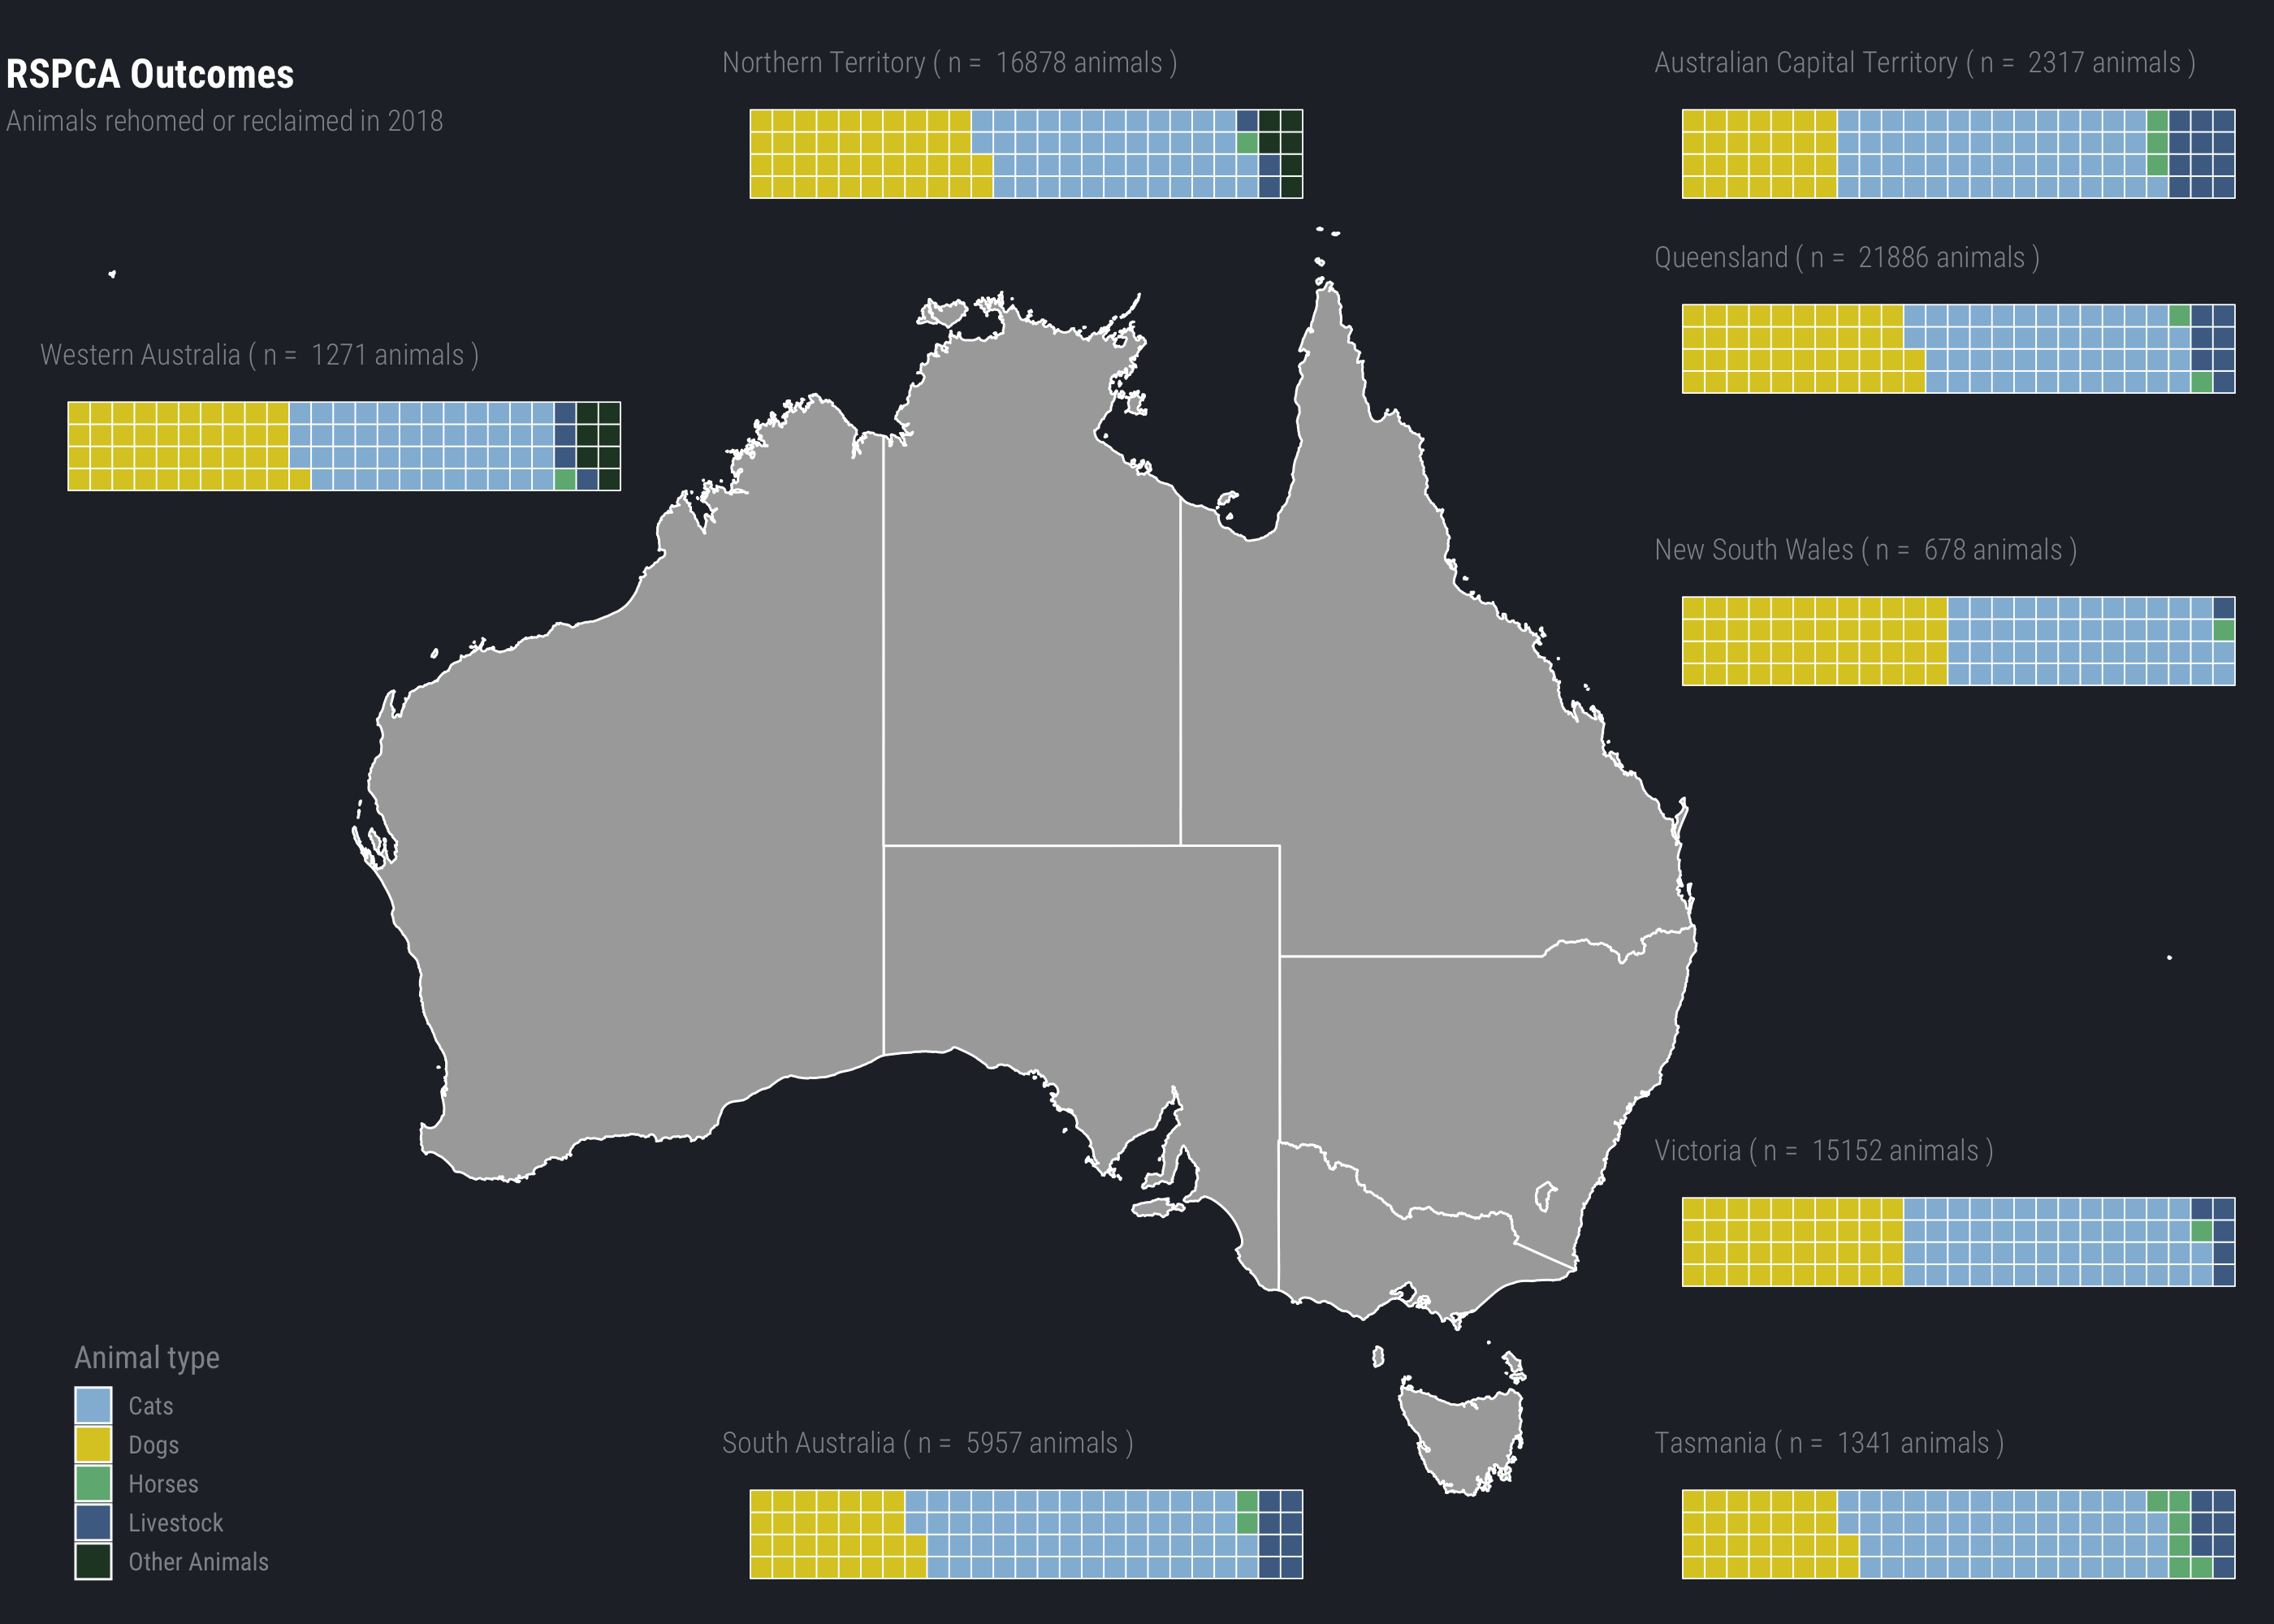 RSPCA Outcomes
Animals rehomed or reclaimed in 2018
Northern Territory ( n =  16878 animals )
Australian Capital Territory ( n =  2317 animals )
Queensland ( n =  21886 animals )
Western Australia ( n =  1271 animals )
New South Wales ( n =  678 animals )
Victoria ( n =  15152 animals )
South Australia ( n =  5957 animals )
Tasmania ( n =  1341 animals )
Animal type
Cats
Dogs
Horses
Livestock
Other Animals